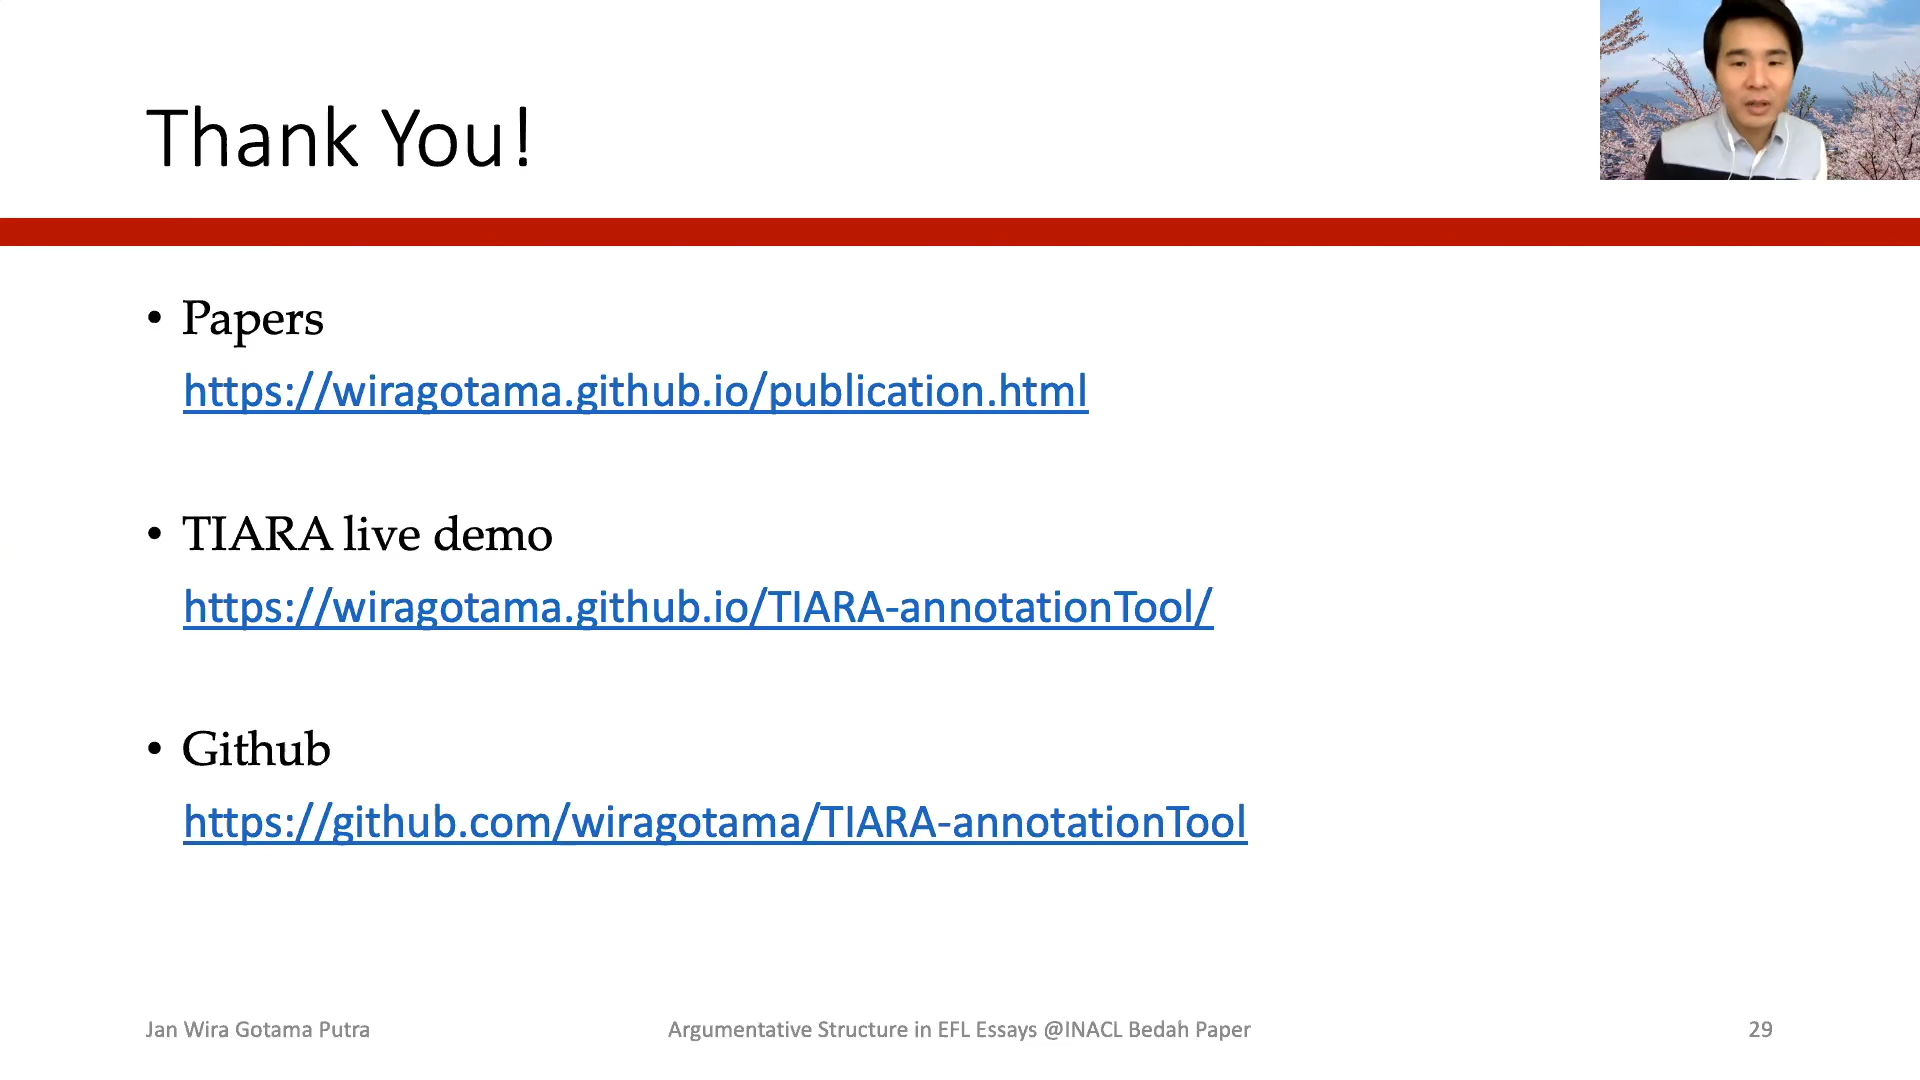 Thank You!
• Papers
https://wiragotama.github.io/publication.html
• TIARA live demo
https://wiragotama.github.io/TIARA-annotationTool/
• Github
https://github.com/wiragotama/TIARA-annotationTool
Jan Wira Gotama Putra
Argumentative Structure in EFL Essays @INACL Bedah Paper
29